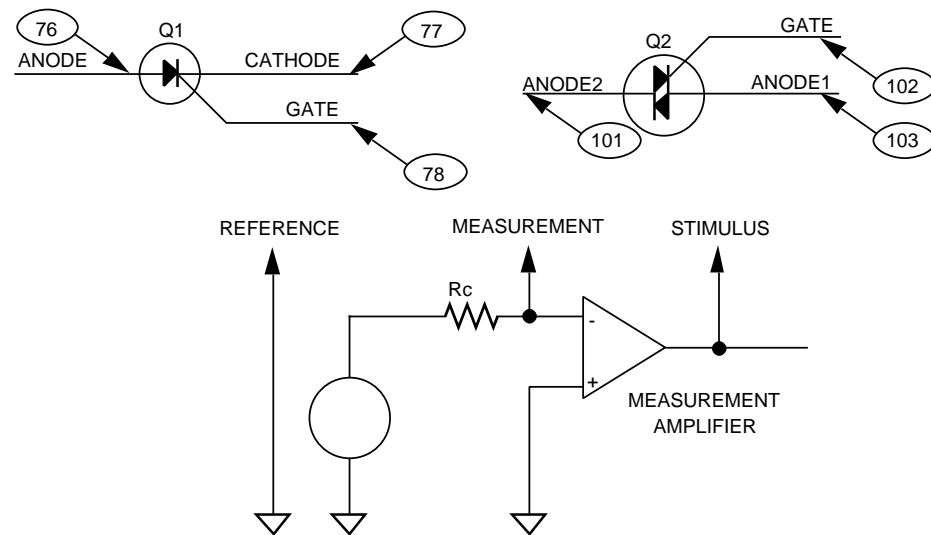 76
Q1
77
ANODE
CATHODE
GATE
78
Q2
GATE
102
ANODE2
ANODE1
101
103
REFERENCE
MEASUREMENT
STIMULUS
Rc
-
+
MEASUREMENT
AMPLIFIER